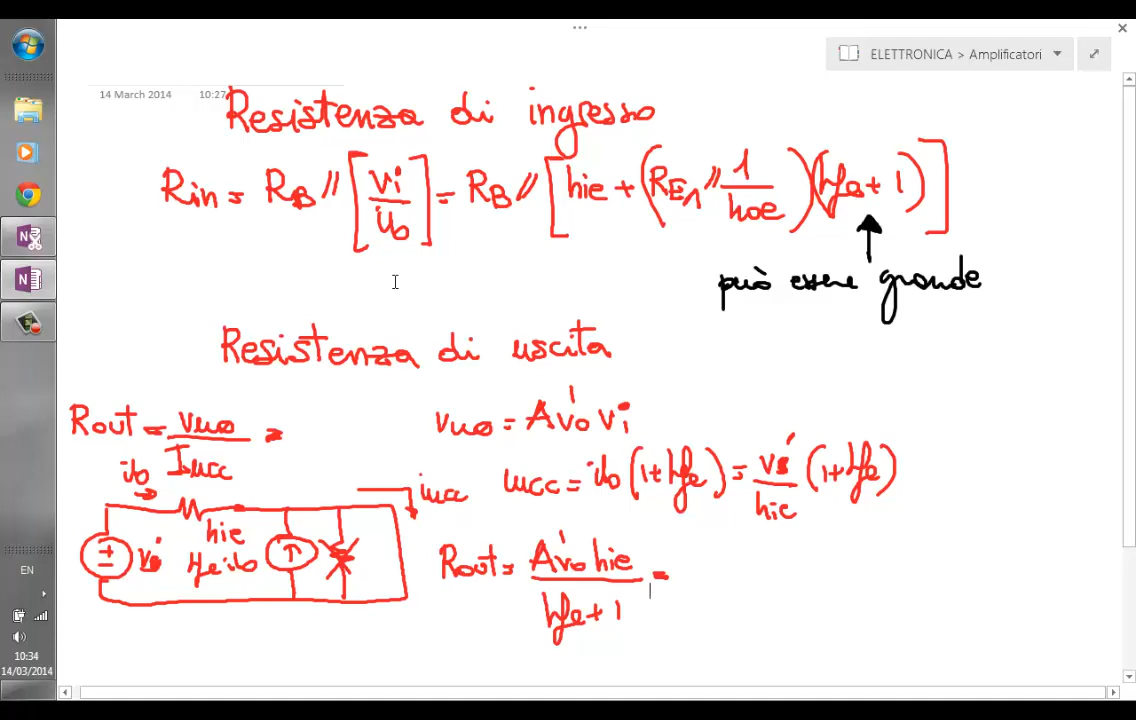 ELETTRONICA > Amplificatori
14 March 2014 10:27
Resistenza di ingresso
Rin = RB // [vi / ib] = RB // [hie + (RE1 // 1/hoe)(hfe + 1)]
può essere grande
Resistenza di uscita
Rout = vuo / Iucc =
vuo = A'vo vi
iucc = ib (1+hfe) = vs' / hie (1+hfe)
ib
iucc
hie
vs'
hfe ib
Rout = A'vo hie / hfe + 1 =
EN
10:34
14/03/2014